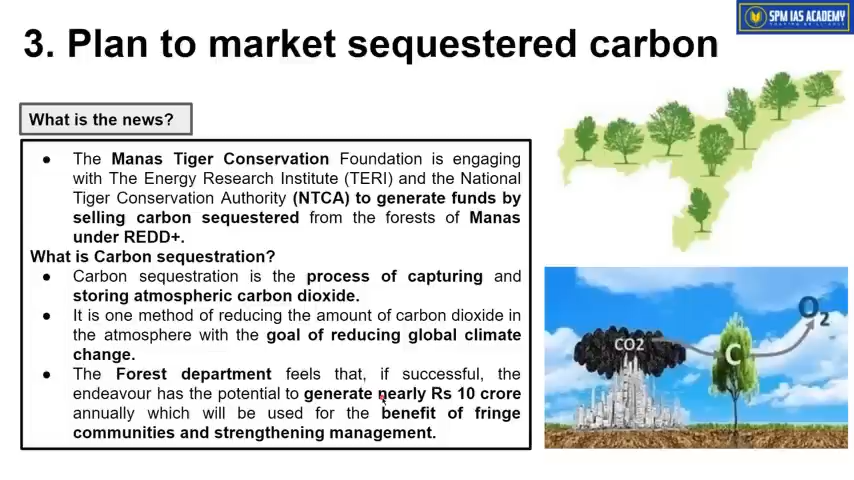 SPM IAS ACADEMY
3. Plan to market sequestered carbon
What is the news?
● The Manas Tiger Conservation Foundation is engaging
with The Energy Research Institute (TERI) and the National
Tiger Conservation Authority (NTCA) to generate funds by
selling carbon sequestered from the forests of Manas
under REDD+.
What is Carbon sequestration?
● Carbon sequestration is the process of capturing and
storing atmospheric carbon dioxide.
● It is one method of reducing the amount of carbon dioxide in
the atmosphere with the goal of reducing global climate
change.
● The Forest department feels that, if successful, the
endeavour has the potential to generate nearly Rs 10 crore
annually which will be used for the benefit of fringe
communities and strengthening management.
CO2
C
O2